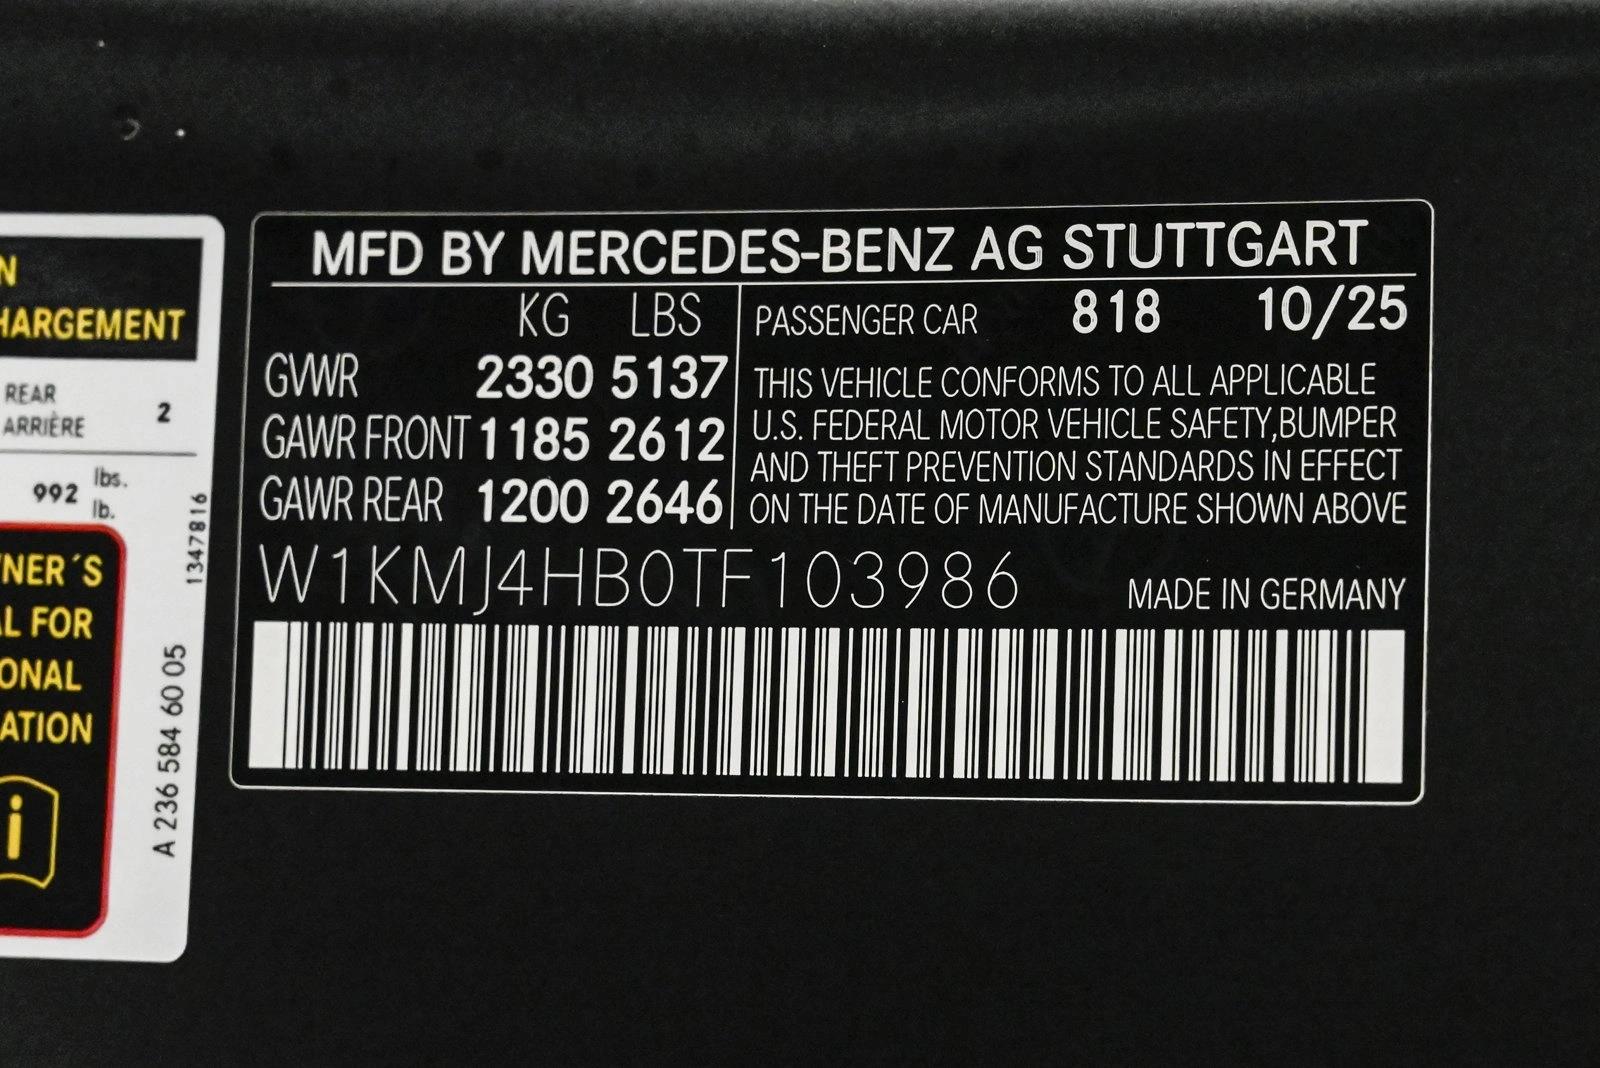 N
HARGEMENT
REAR
ARRIÈRE
2
992 lbs.
lb.
1347816
NER´S
L FOR
ONAL
ATION
i
A 236 584 60 05
MFD BY MERCEDES-BENZ AG STUTTGART
KG LBS
GVWR 2330 5137
GAWR FRONT 1185 2612
GAWR REAR 1200 2646
PASSENGER CAR 818 10/25
THIS VEHICLE CONFORMS TO ALL APPLICABLE
U.S. FEDERAL MOTOR VEHICLE SAFETY,BUMPER
AND THEFT PREVENTION STANDARDS IN EFFECT
ON THE DATE OF MANUFACTURE SHOWN ABOVE
W1KMJ4HB0TF103986
MADE IN GERMANY